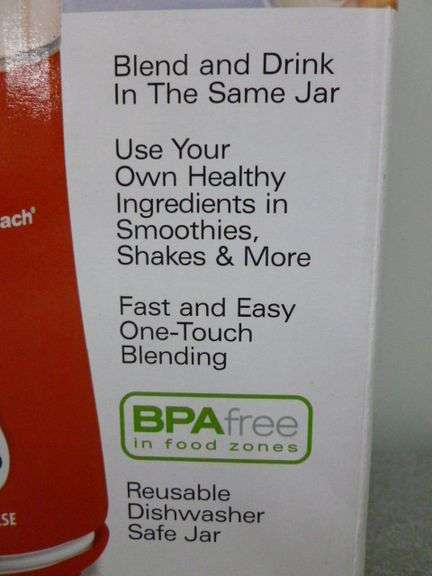 Blend and Drink
In The Same Jar
Use Your
Own Healthy
Ingredients in
Smoothies,
Shakes & More
Fast and Easy
One-Touch
Blending
BPAfree
in food zones
Reusable
Dishwasher
Safe Jar